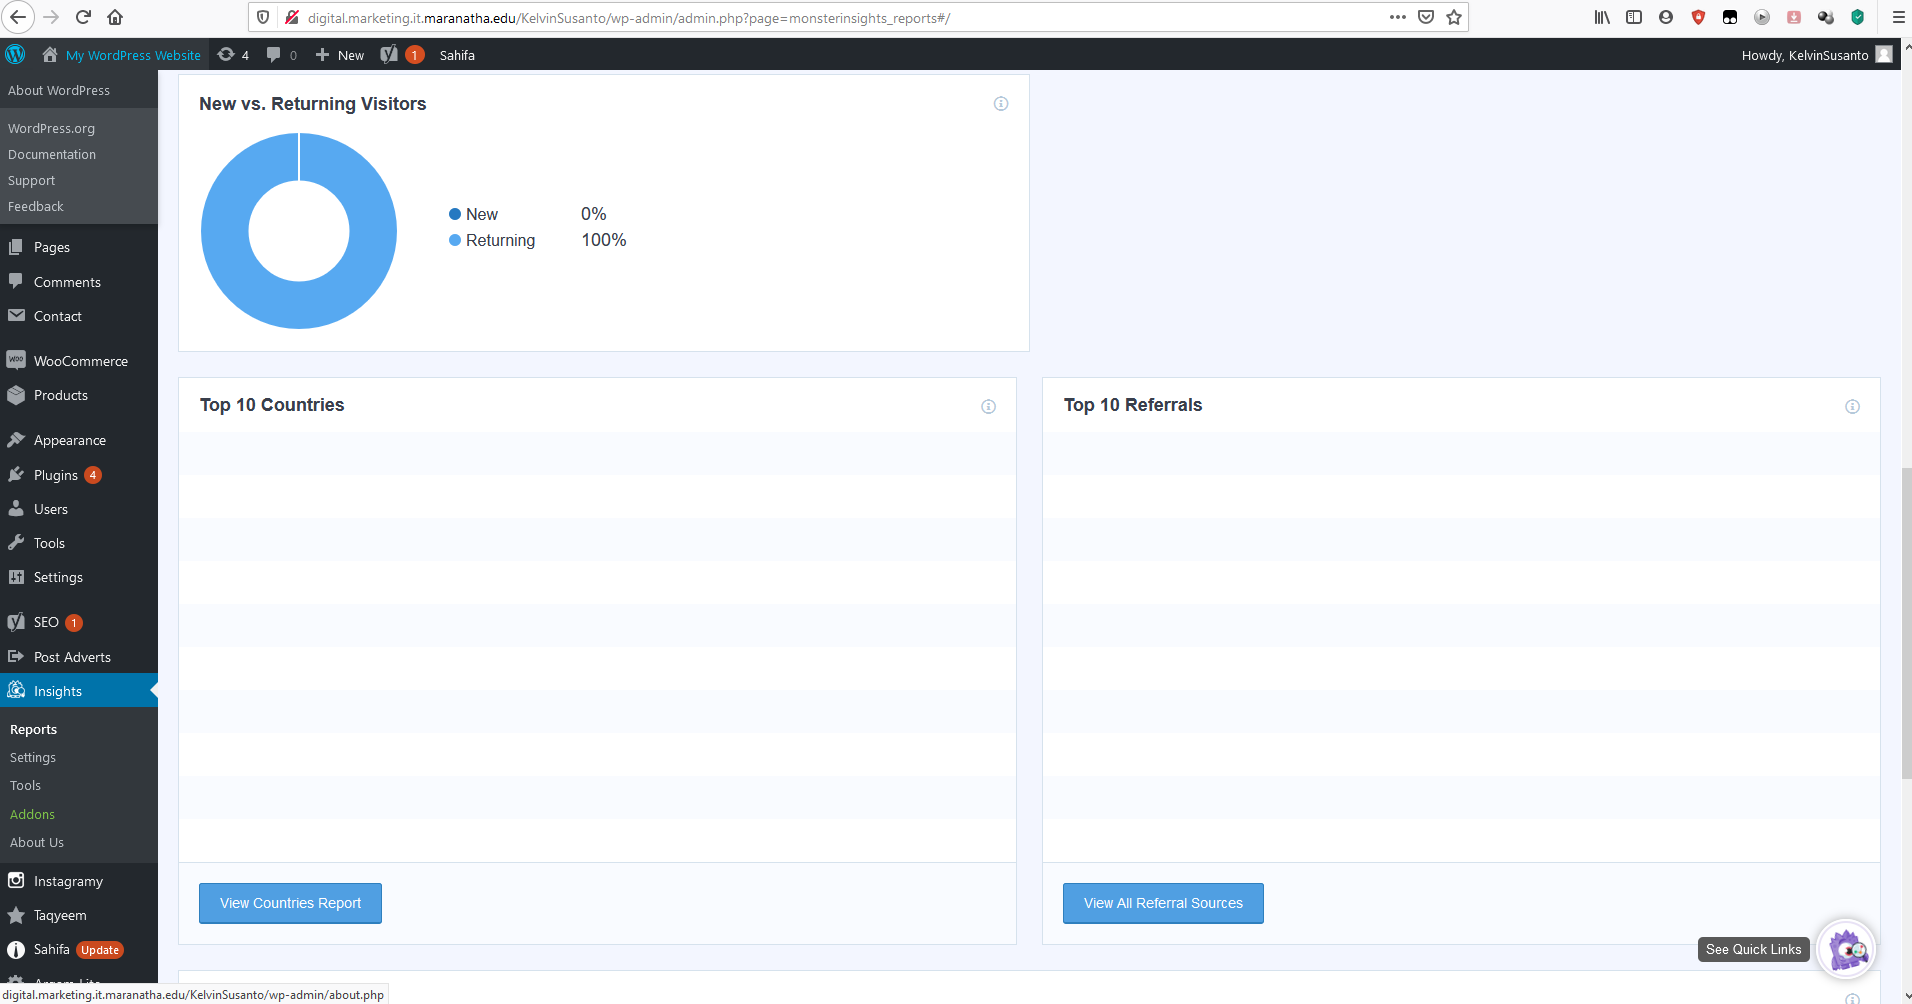 digital.marketing.it.maranatha.edu/KelvinSusanto/wp-admin/admin.php?page=monsterinsights_reports#/
My WordPress Website 4 0 New 1 Sahifa
Howdy, KelvinSusanto
About WordPress
WordPress.org
Documentation
Support
Feedback
Pages
Comments
Contact
WooCommerce
Products
Appearance
Plugins 4
Users
Tools
Settings
SEO 1
Post Adverts
Insights
Reports
Settings
Tools
Addons
About Us
Instagramy
Taqyeem
Sahifa Update
New vs. Returning Visitors
New 0%
Returning 100%
Top 10 Countries
View Countries Report
Top 10 Referrals
View All Referral Sources
See Quick Links
digital.marketing.it.maranatha.edu/KelvinSusanto/wp-admin/about.php